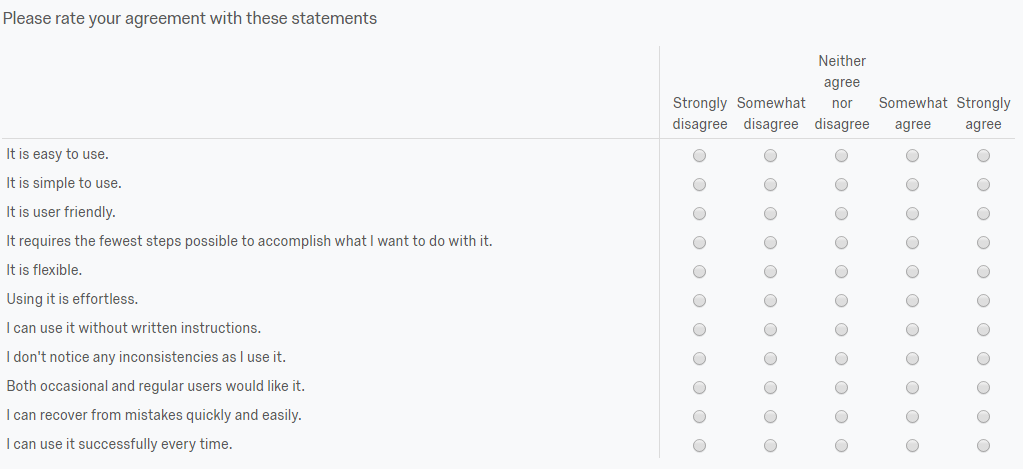 Please rate your agreement with these statements
Neither
agree
Strongly Somewhat nor Somewhat Strongly
disagree disagree disagree agree agree
It is easy to use.
It is simple to use.
It is user friendly.
It requires the fewest steps possible to accomplish what I want to do with it.
It is flexible.
Using it is effortless.
I can use it without written instructions.
I don't notice any inconsistencies as I use it.
Both occasional and regular users would like it.
I can recover from mistakes quickly and easily.
I can use it successfully every time.